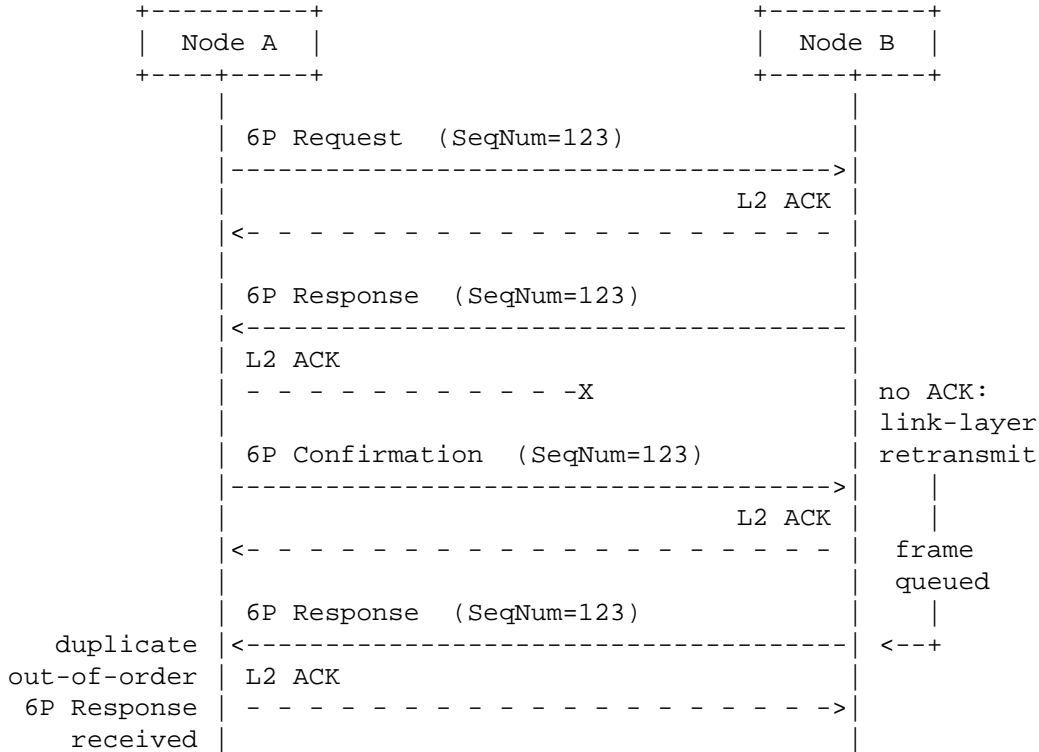 Node A Node B
6P Request (SeqNum=123)
L2 ACK
6P Response (SeqNum=123)
L2 ACK
X no ACK:
link-layer
6P Confirmation (SeqNum=123) retransmit
L2 ACK
frame
queued
6P Response (SeqNum=123)
duplicate
out-of-order L2 ACK
6P Response
received